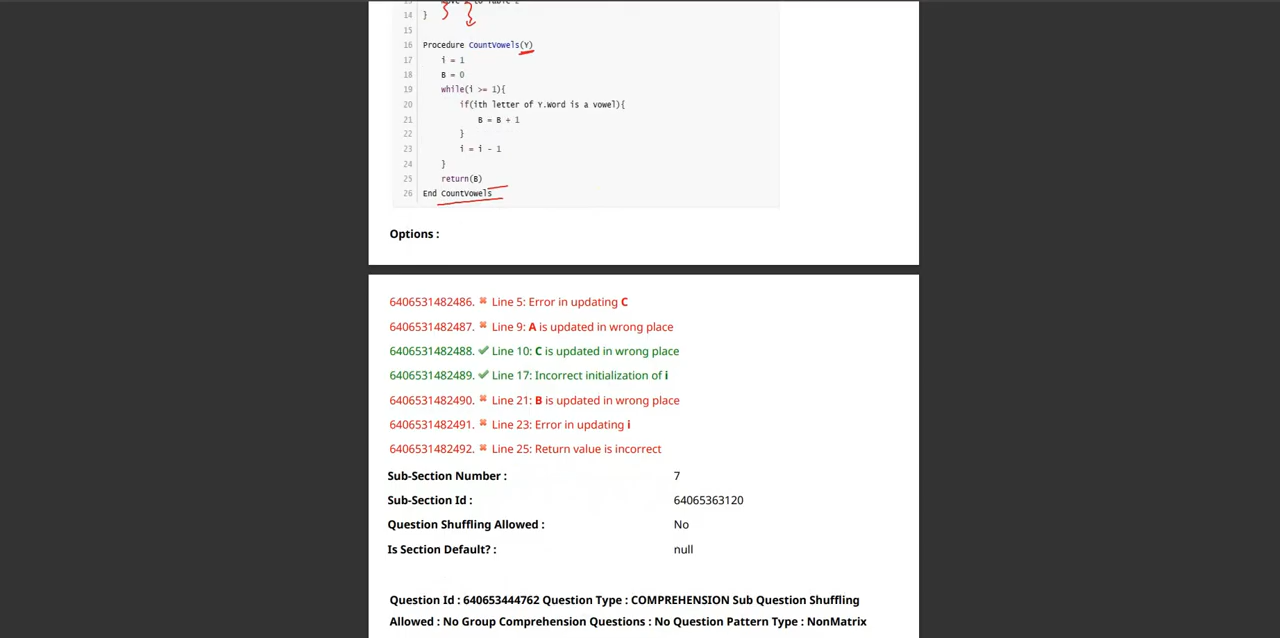 to Table 2
14 }
15
16 Procedure CountVowels(Y)
17 i = 1
18 B = 0
19 while(i >= 1){
20 if(ith letter of Y.Word is a vowel){
21 B = B + 1
22 }
23 i = i - 1
24 }
25 return(B)
26 End CountVowels
Options :
6406531482486. Line 5: Error in updating C
6406531482487. Line 9: A is updated in wrong place
6406531482488. Line 10: C is updated in wrong place
6406531482489. Line 17: Incorrect initialization of i
6406531482490. Line 21: B is updated in wrong place
6406531482491. Line 23: Error in updating i
6406531482492. Line 25: Return value is incorrect
Sub-Section Number : 7
Sub-Section Id : 64065363120
Question Shuffling Allowed : No
Is Section Default? : null
Question Id : 640653444762 Question Type : COMPREHENSION Sub Question Shuffling
Allowed : No Group Comprehension Questions : No Question Pattern Type : NonMatrix